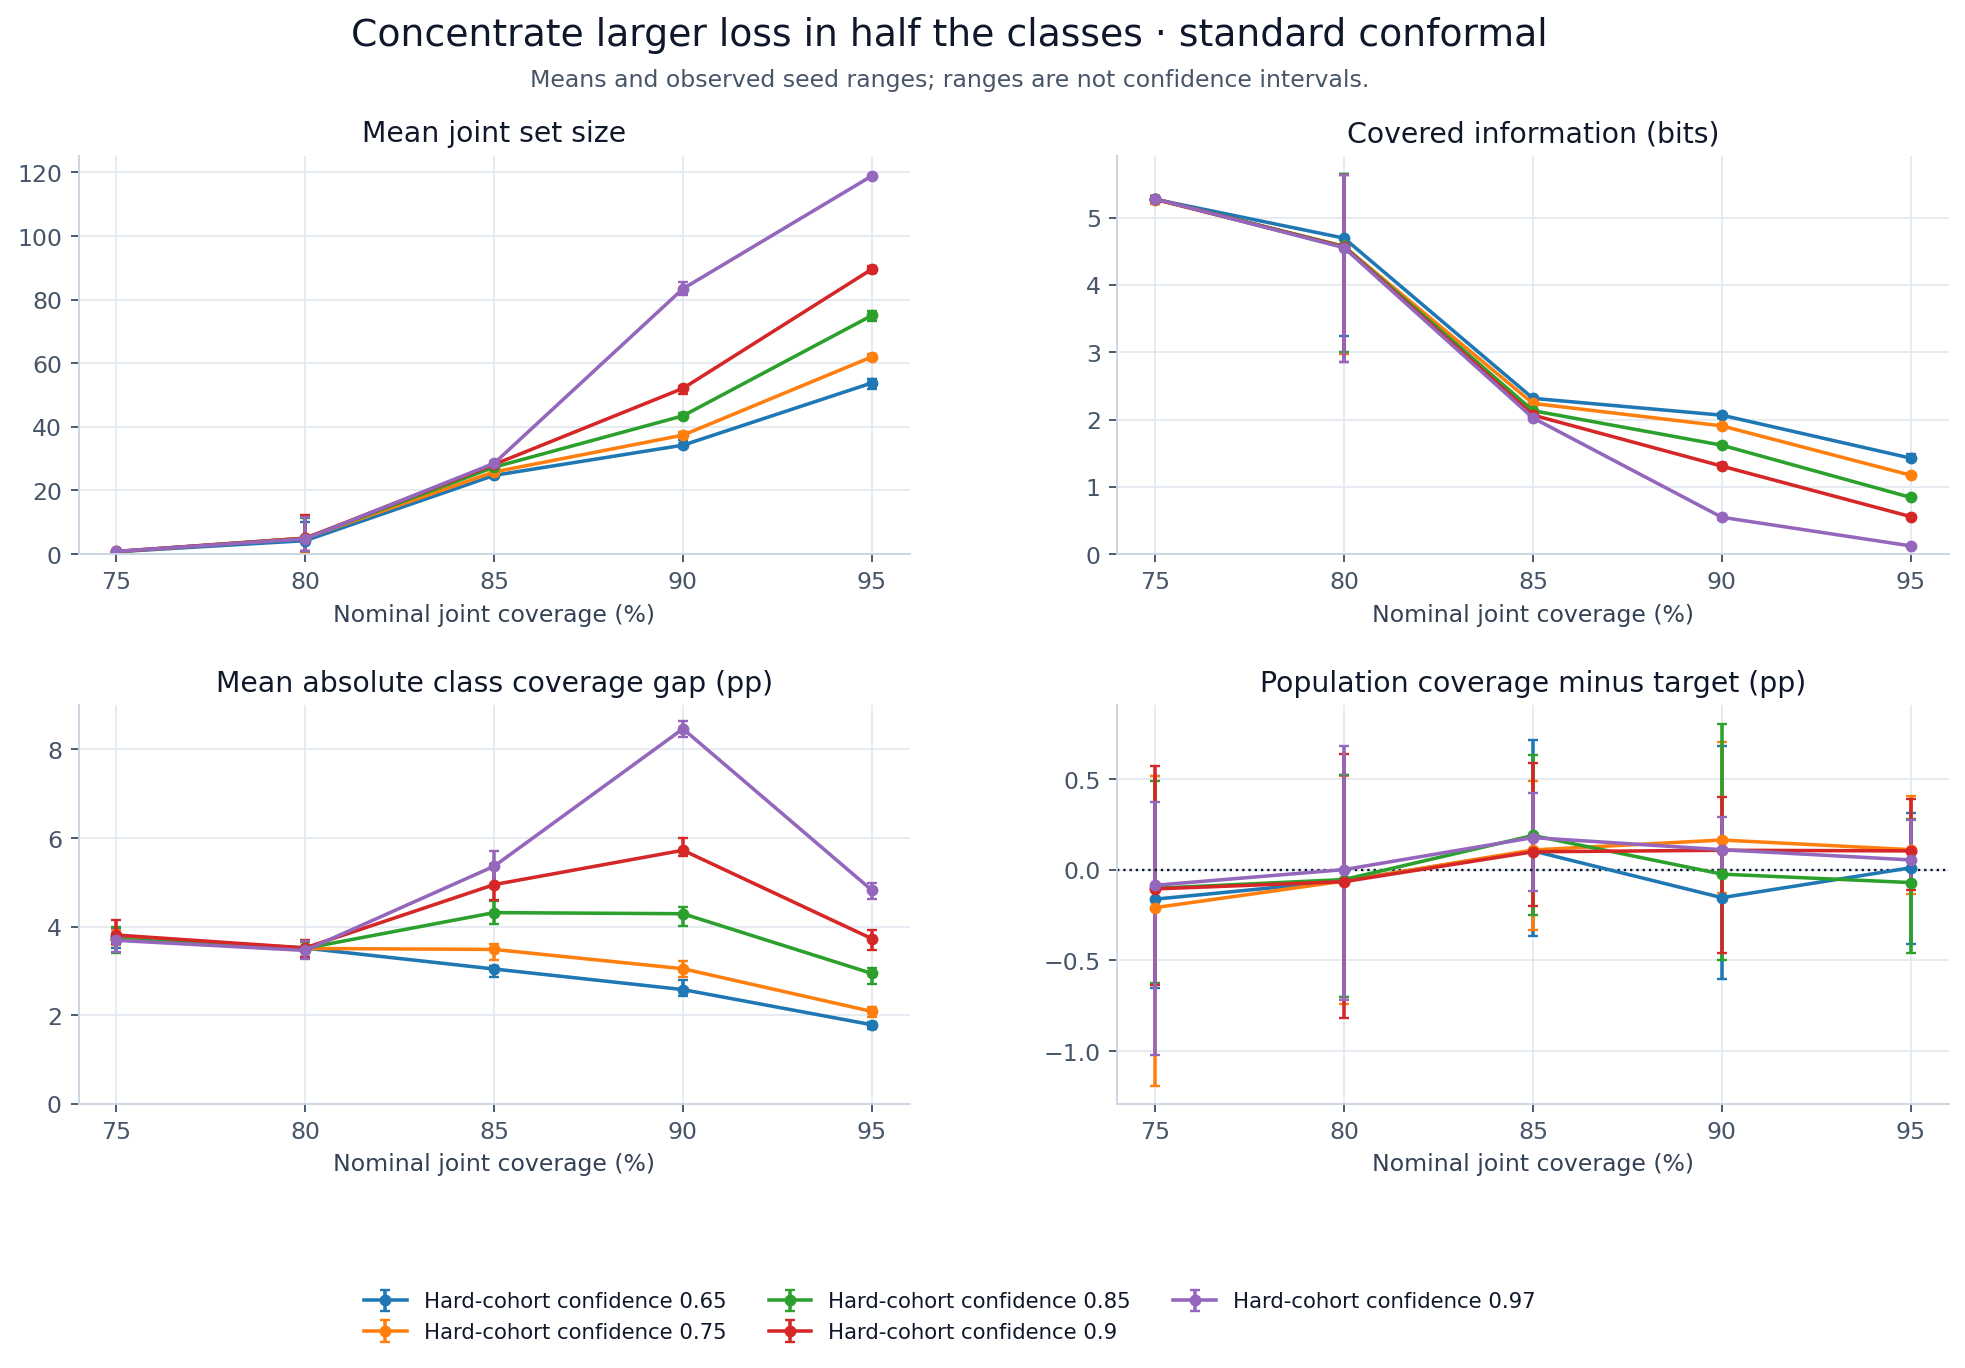 Concentrate larger loss in half the classes · standard conformal
Means and observed seed ranges; ranges are not confidence intervals.
Mean joint set size
120
100
80
60
40
20
0
75 80 85 90 95
Nominal joint coverage (%)
Covered information (bits)
5
4
3
2
1
0
75 80 85 90 95
Nominal joint coverage (%)
Mean absolute class coverage gap (pp)
8
6
4
2
0
75 80 85 90 95
Nominal joint coverage (%)
Population coverage minus target (pp)
0.5
0.0
−0.5
−1.0
75 80 85 90 95
Nominal joint coverage (%)
Hard-cohort confidence 0.65
Hard-cohort confidence 0.75
Hard-cohort confidence 0.85
Hard-cohort confidence 0.9
Hard-cohort confidence 0.97